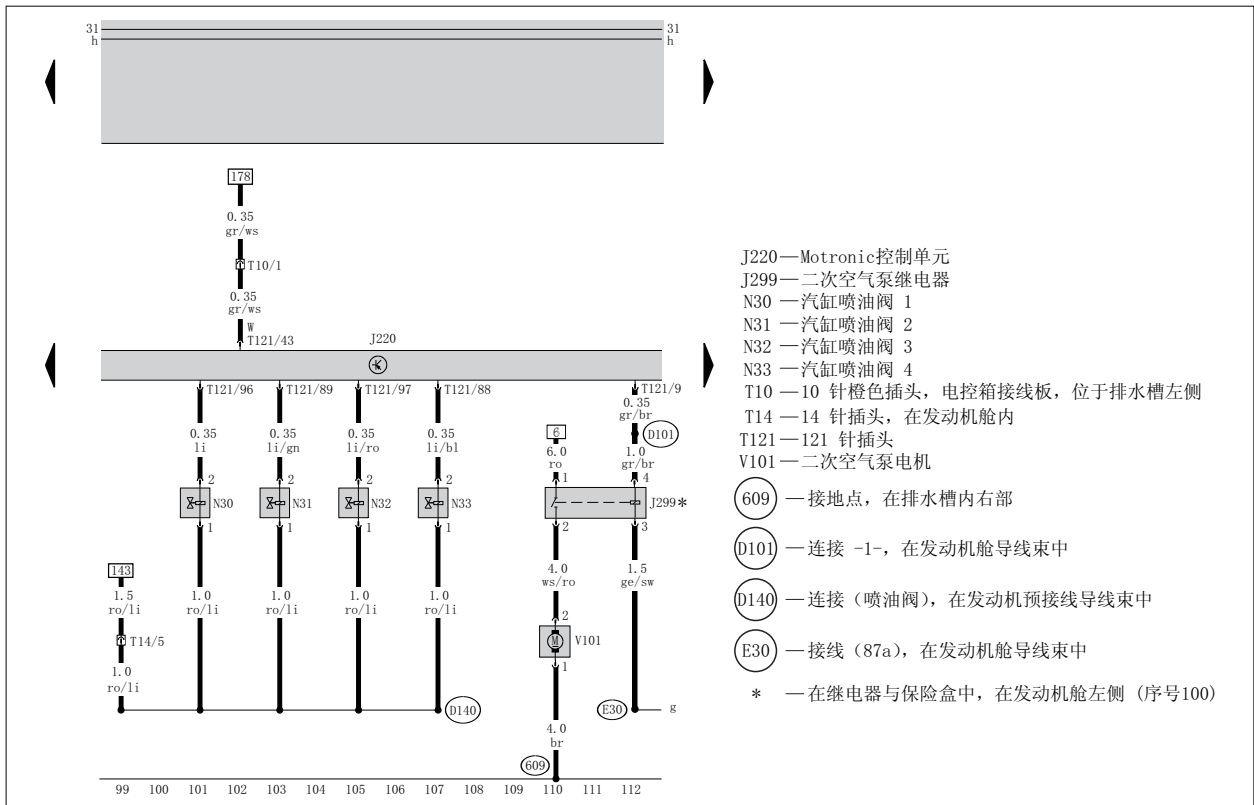 31 31
h h
178
0.35
gr/ws
T10/1
0.35
gr/ws
W
T121/43 J220
T121/96 T121/89 T121/97 T121/88 T121/9
0.35
gr/br
D101
0.35 0.35 0.35 0.35 6 1.0
li li/gn li/ro li/bl 6.0 gr/br
ro
2 2 2 2 1 4
N30 N31 N32 N33 J299*
1 1 1 1 2 3
143
1.5 1.0 1.0 1.0 1.0 4.0 1.5
ro/li ro/li ro/li ro/li ro/li ws/ro ge/sw
2
T14/5 M V101
1
1.0
ro/li
D140 E30 g
4.0
br
609
99 100 101 102 103 104 105 106 107 108 109 110 111 112
J220—Motronic控制单元
J299—二次空气泵继电器
N30 —汽缸喷油阀 1
N31 —汽缸喷油阀 2
N32 —汽缸喷油阀 3
N33 —汽缸喷油阀 4
T10 —10 针橙色插头，电控箱接线板，位于排水槽左侧
T14 —14 针插头，在发动机舱内
T121—121 针插头
V101—二次空气泵电机
609 —接地点，在排水槽内右部
D101 —连接 -1-，在发动机舱导线束中
D140 —连接（喷油阀），在发动机预接线导线束中
E30 —接线（87a），在发动机舱导线束中
* —在继电器与保险盒中，在发动机舱左侧 (序号100)